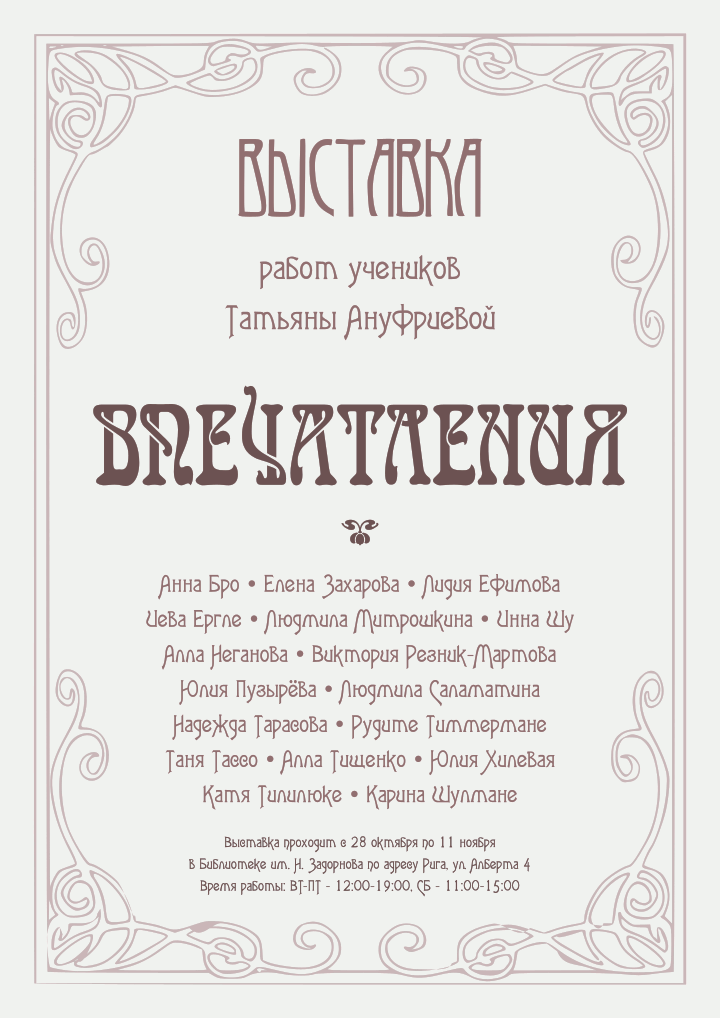 ВЫСТАВКА
работ учеников
Татьяны Ануфриевой
ВПЕЧАТЛЕНИЯ
Анна Бро • Елена Захарова • Лидия Ефимова
Иева Ергле • Людмила Митрошкина • Инна Шу
Алла Неганова • Виктория Резник-Мартова
Юлия Пузырёва • Людмила Саламатина
Надежда Тарасова • Рудите Тиммермане
Таня Тассо • Алла Тищенко • Юлия Хилевая
Катя Тилилюке • Карина Шулмане
Выставка проходит с 28 октября по 11 ноября
в Библиотеке им. Н. Задорнова по адресу Рига, ул Алберта 4
Время работы: ВТ-ПТ - 12:00-19:00, СБ - 11:00-15:00